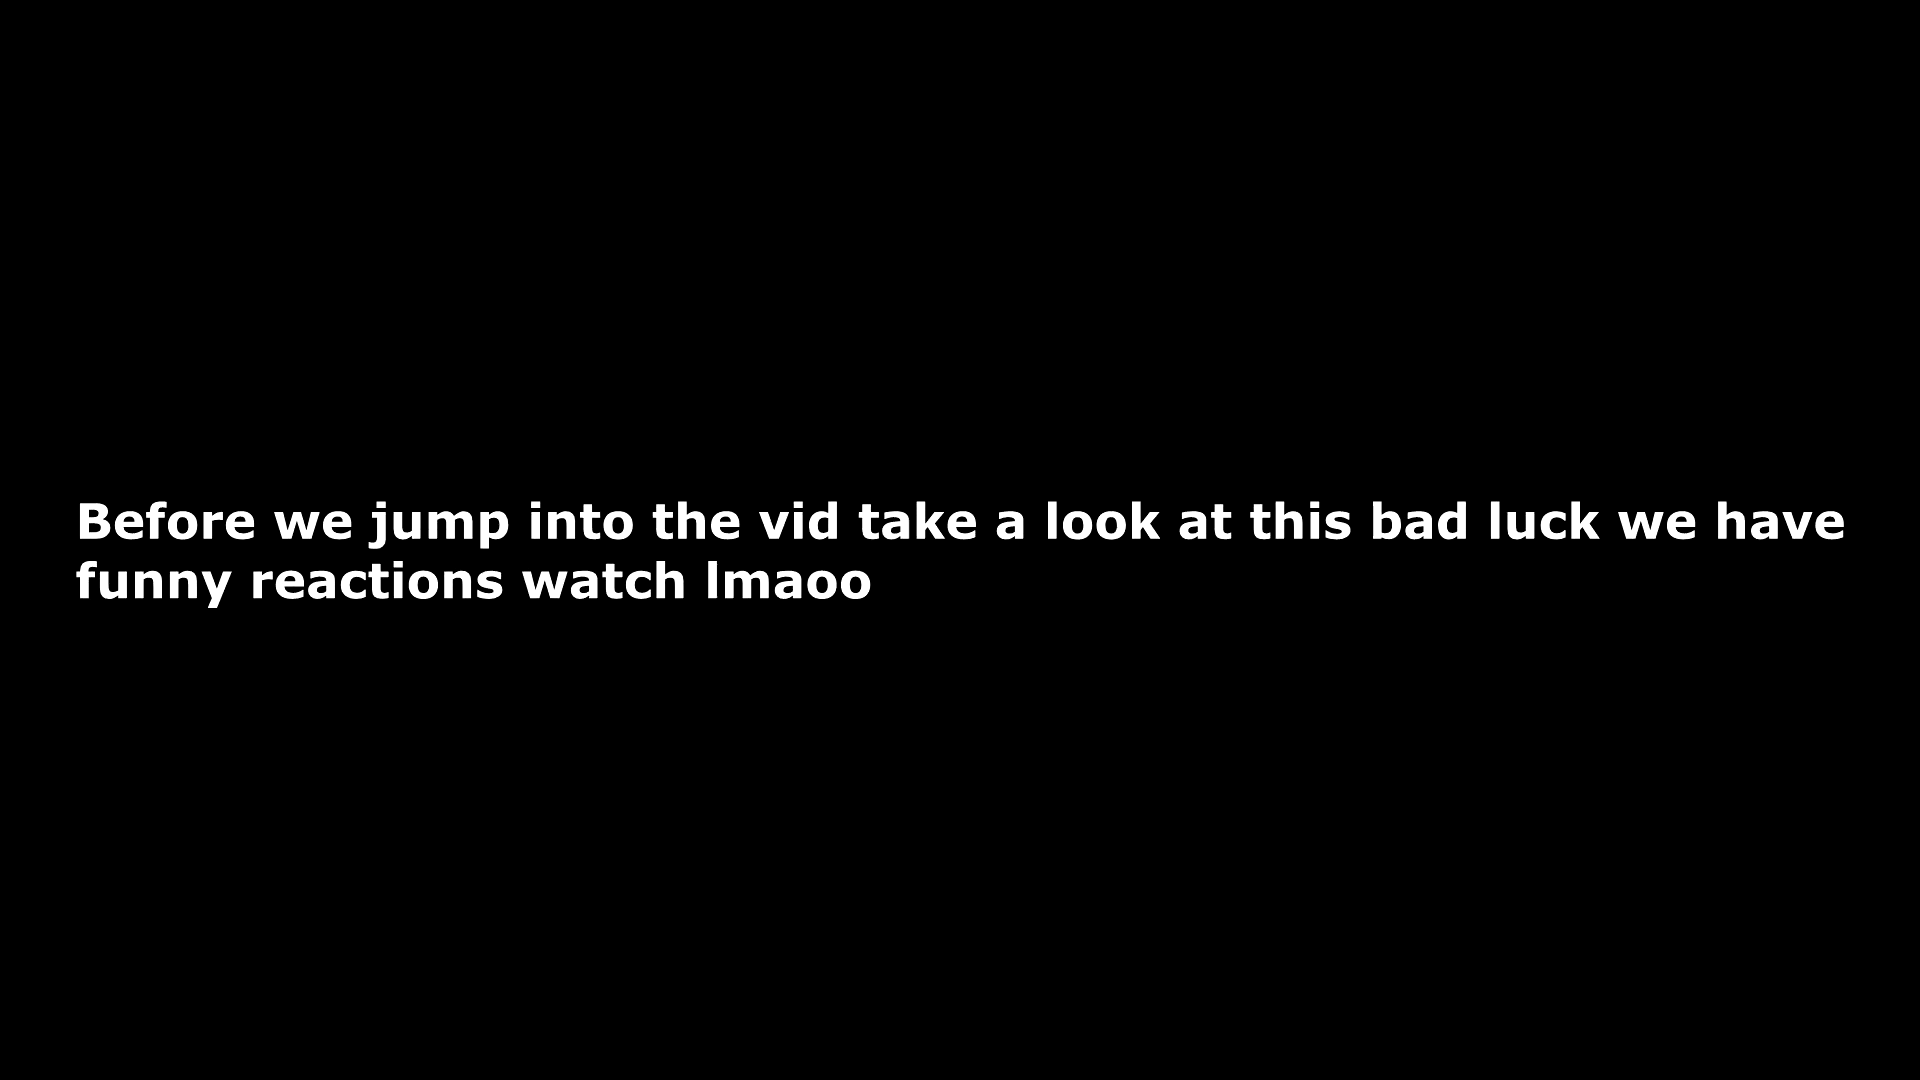 Before we jump into the vid take a look at this bad luck we have
funny reactions watch lmaoo